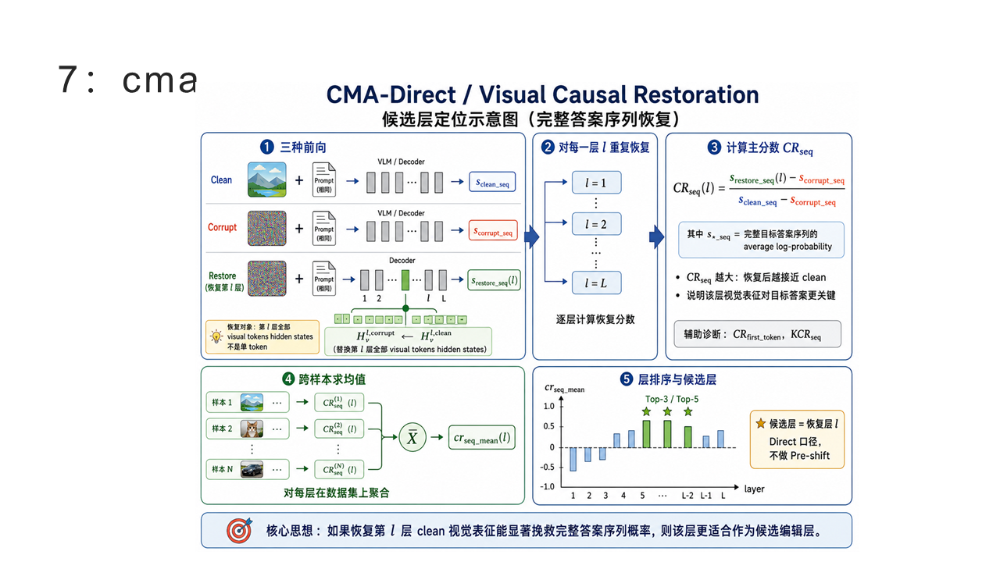 7：cma
CMA-Direct / Visual Causal Restoration
候选层定位示意图（完整答案序列恢复）
1 三种前向
Clean
+
Prompt
(相同)
VLM / Decoder
...
s_clean_seq
Corrupt
+
Prompt
(相同)
VLM / Decoder
...
s_corrupt_seq
Restore
(恢复第 l 层)
+
Prompt
(相同)
Decoder
... ...
s_restore_seq(l)
1 2 l L
恢复对象：第 l 层全部
visual tokens hidden states
不是单 token
H_v^{l,corrupt} ← H_v^{l,clean}
(替换第 l 层全部 visual tokens hidden states)
2 对每一层 l 重复恢复
l = 1
⋮
l = 2
⋮
...
⋮
l = L
逐层计算恢复分数
3 计算主分数 CR_seq
CR_seq(l) = (s_restore_seq(l) − s_corrupt_seq) / (s_clean_seq − s_corrupt_seq)
其中 s_*_seq = 完整目标答案序列的
average log-probability
• CR_seq 越大：恢复后越接近 clean
• 说明该层视觉表征对目标答案更关键
辅助诊断：CR_first_token，KCR_seq
4 跨样本求均值
样本 1 ... CR_seq^(1) (l)
样本 2 ... CR_seq^(2) (l)
⋮ ⋮
样本 N ... CR_seq^(N) (l)
X̄
cr_seq_mean(l)
对每层在数据集上聚合
5 层排序与候选层
cr_seq_mean
Top-3 / Top-5
1.0
0.5
0
−0.5
−1.0
1 2 3 4 5 ... L-2 L-1 L
layer
候选层 = 恢复层 l
Direct 口径，
不做 Pre-shift
核心思想：如果恢复第 l 层 clean 视觉表征能显著挽救完整答案序列概率，则该层更适合作为候选编辑层。